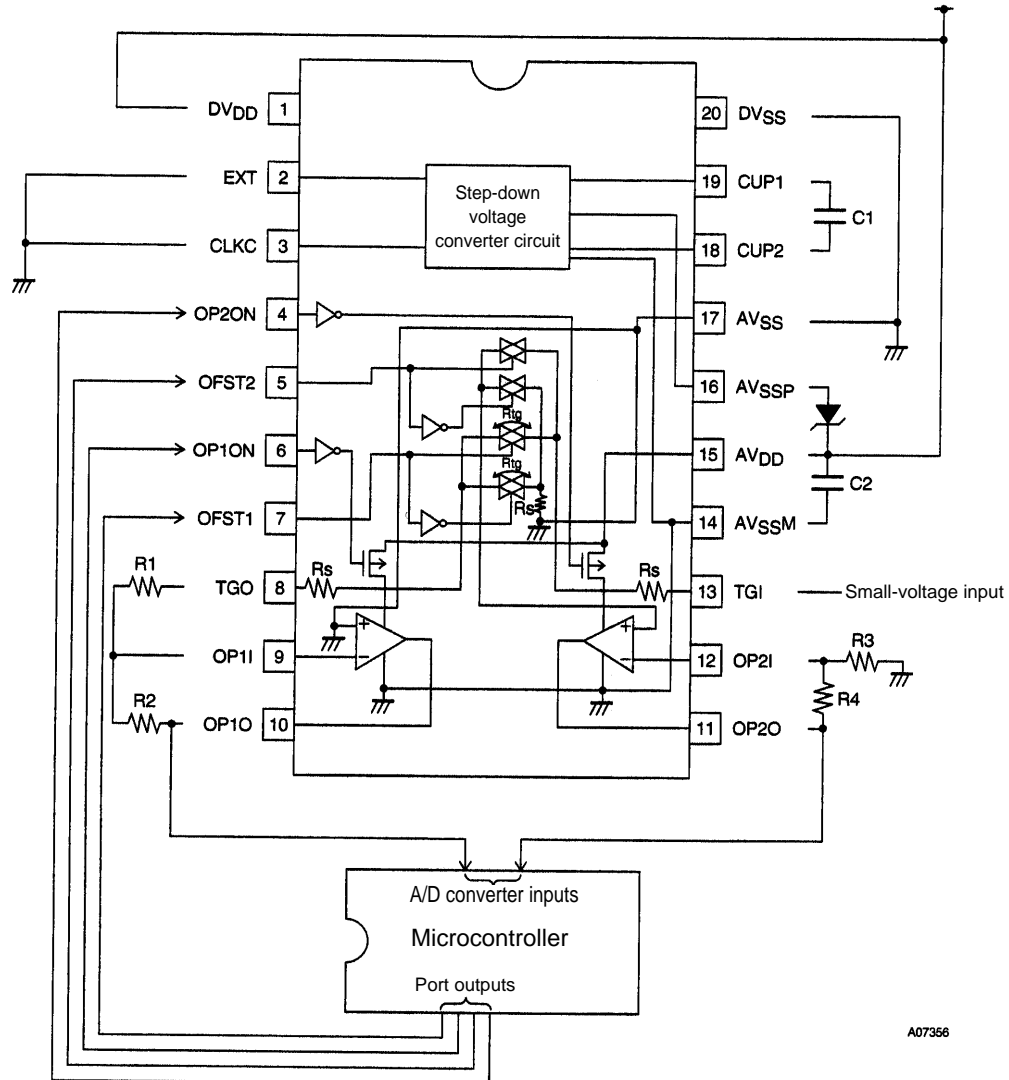 DVDD 1
20 DVSS
EXT 2
Step-down
voltage
converter circuit
19 CUP1
C1
CLKC 3
18 CUP2
OP2ON 4
17 AVSS
OFST2 5
16 AVSSP
Rtg
OP1ON 6
15 AVDD
Rtg
C2
Rs
OFST1 7
14 AVSSM
R1
TGO 8
Rs
Rs
13 TGI
Small-voltage input
+
+
R3
OP1I 9
−
−
12 OP2I
R2
R4
OP1O 10
11 OP2O
A/D converter inputs
Microcontroller
Port outputs
A07356